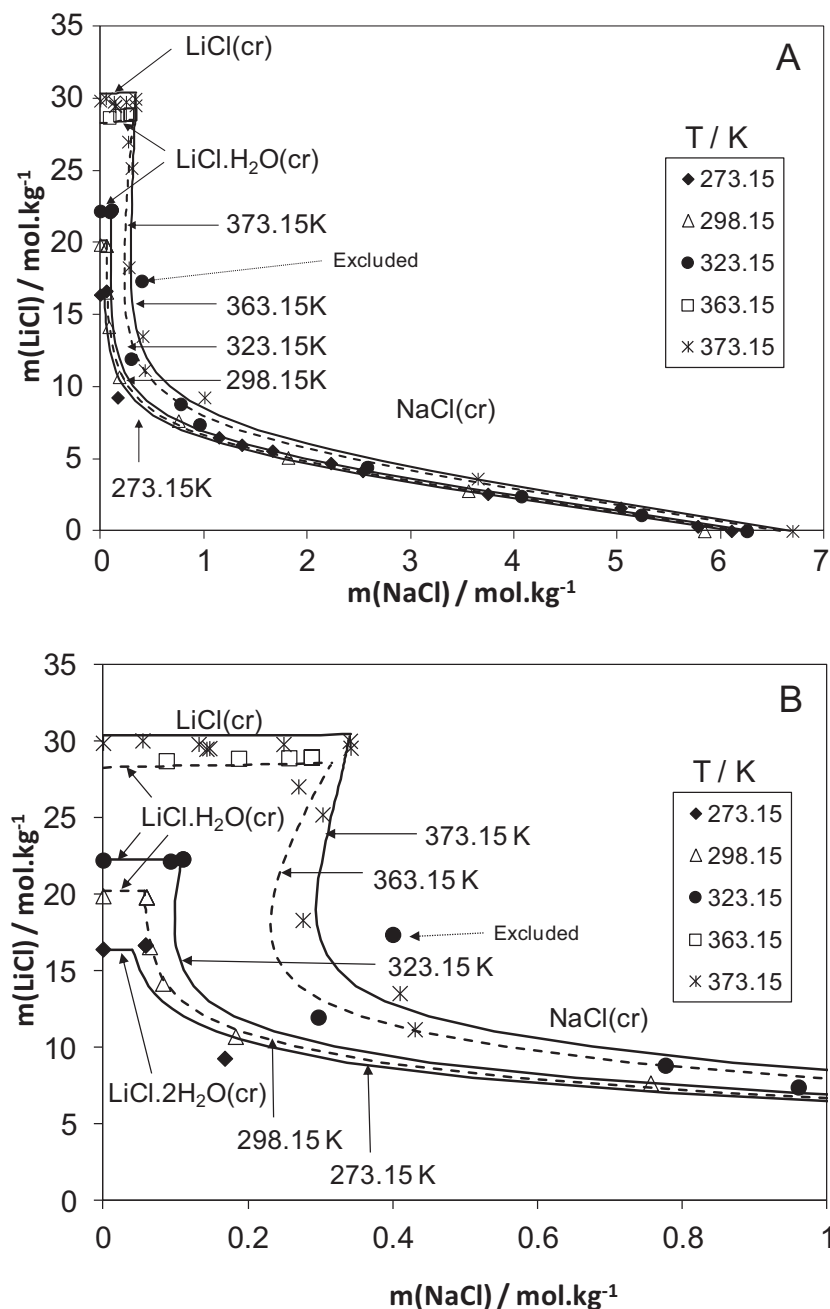 A
35
30
25
20
15
10
5
0
m(LiCl) / mol.kg⁻¹
LiCl(cr)
LiCl.H₂O(cr)
T / K
273.15
298.15
323.15
363.15
373.15
373.15K
Excluded
363.15K
323.15K
298.15K
NaCl(cr)
273.15K
0 1 2 3 4 5 6 7
m(NaCl) / mol.kg⁻¹
B
35
30
25
20
15
10
5
0
m(LiCl) / mol.kg⁻¹
LiCl(cr)
T / K
273.15
298.15
323.15
363.15
373.15
LiCl.H₂O(cr)
373.15 K
363.15 K
Excluded
323.15 K
NaCl(cr)
LiCl.2H₂O(cr)
298.15 K
273.15 K
0 0.2 0.4 0.6 0.8 1
m(NaCl) / mol.kg⁻¹